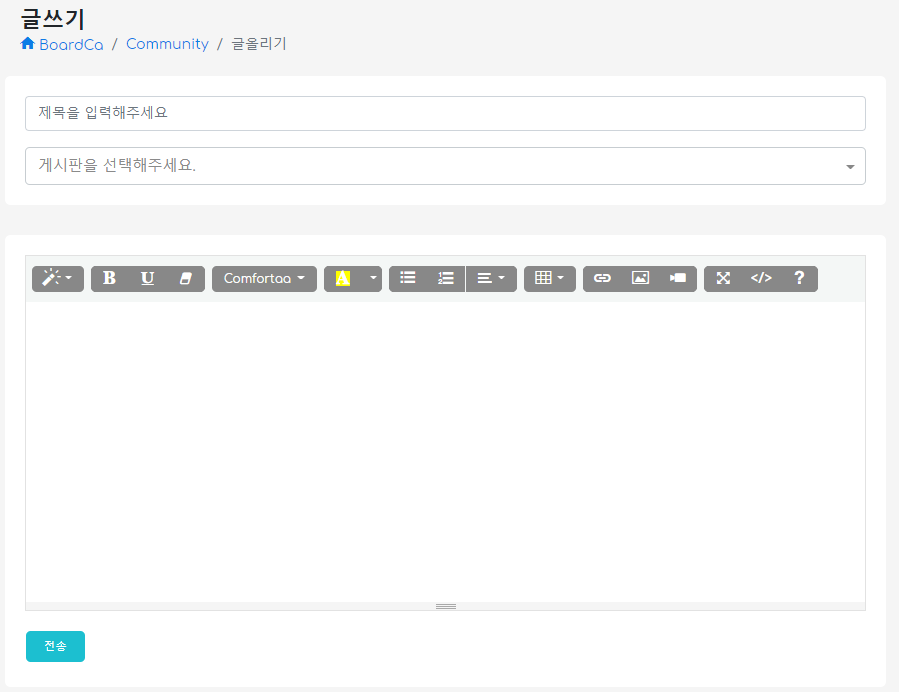 글쓰기
BoardCa / Community / 글올리기
제목을 입력해주세요
게시판을 선택해주세요.
B U Comfortaa A </> ?
전송